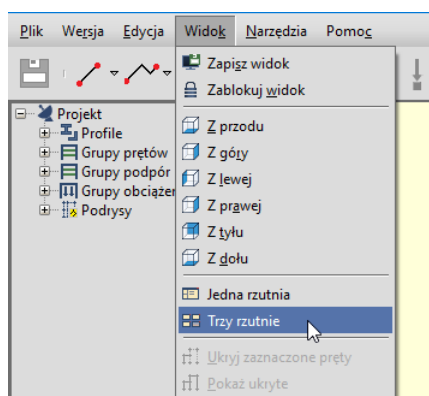 Plik Wersja Edycja Widok Narzędzia Pomoc
Zapisz widok
Zablokuj widok
Projekt
Profile
Grupy prętów
Grupy podpór
Grupy obciążeń
Podrysy
Z przodu
Z góry
Z lewej
Z prawej
Z tyłu
Z dołu
Jedna rzutnia
Trzy rzutnie
Ukryj zaznaczone pręty
Pokaż ukryte